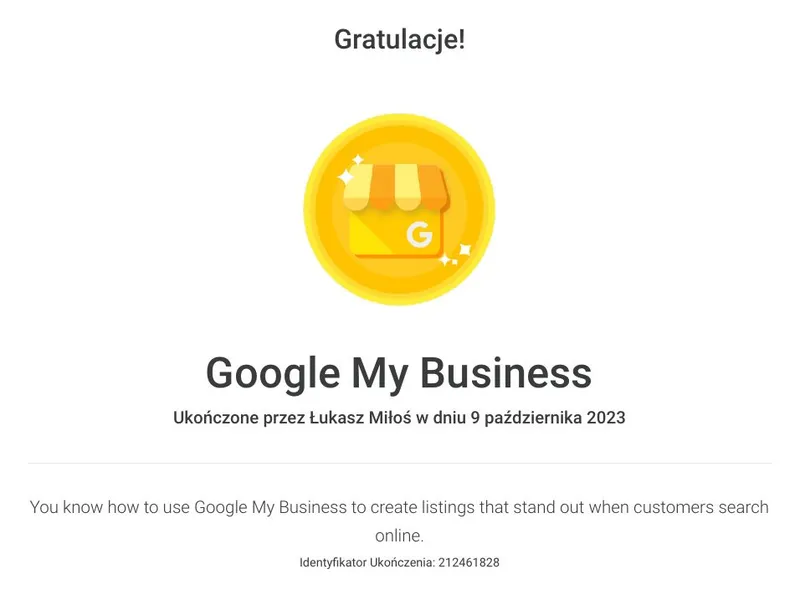 Gratulacje!
G
Google My Business
Ukończone przez Łukasz Miłoś w dniu 9 października 2023
You know how to use Google My Business to create listings that stand out when customers search
online.
Identyfikator Ukończenia: 212461828